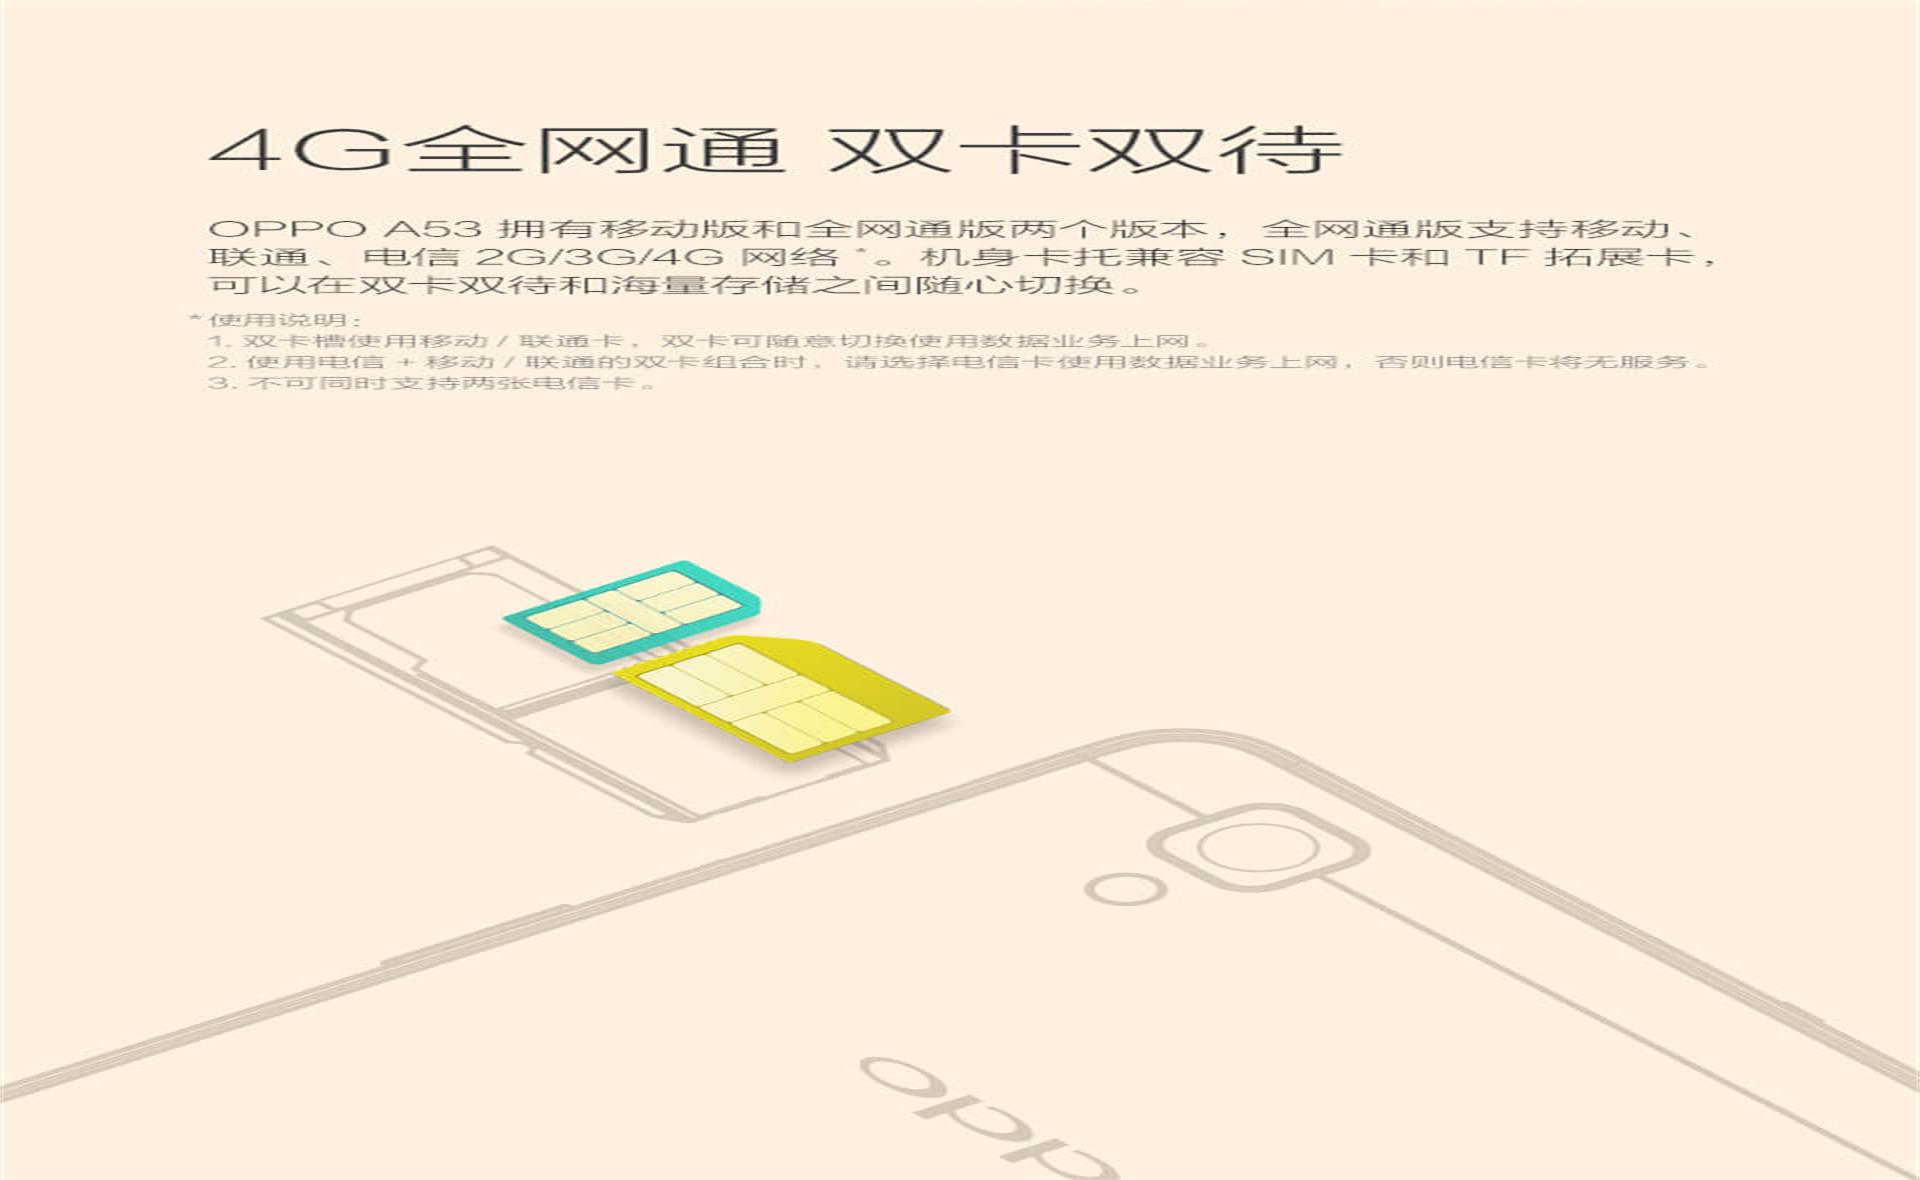 4G全网通 双卡双待
OPPO A53 拥有移动版和全网通版两个版本，全网通版支持移动、
联通、电信 2G/3G/4G 网络 *。机身卡托兼容 SIM 卡和 TF 拓展卡，
可以在双卡双待和海量存储之间随心切换。
*使用说明：
1. 双卡槽使用移动 / 联通卡，双卡可随意切换使用数据业务上网。
2. 使用电信 + 移动 / 联通的双卡组合时，请选择电信卡使用数据业务上网，否则电信卡将无服务。
3. 不可同时支持两张电信卡。